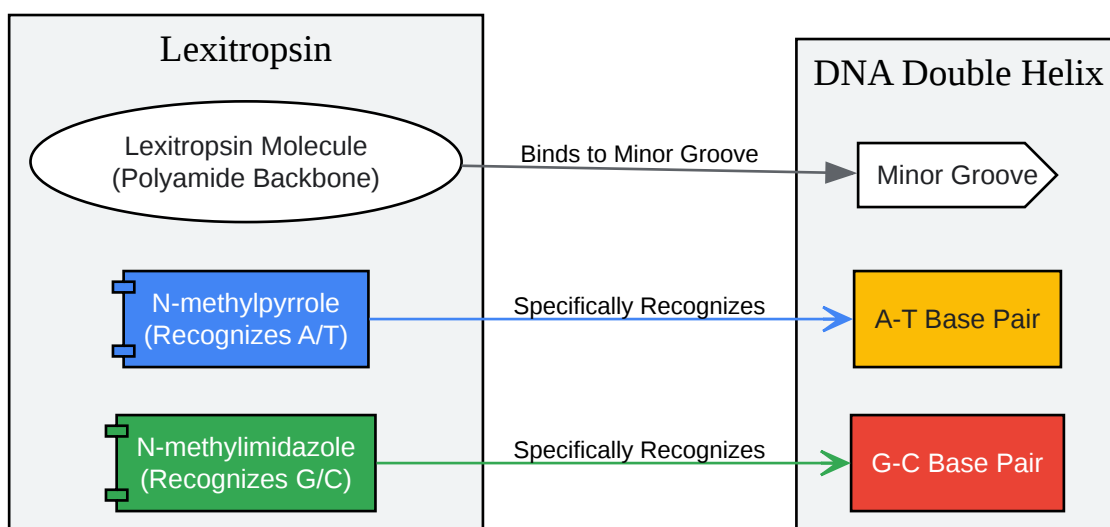 Lexitropsin
DNA Double Helix
Lexitropsin Molecule
(Polyamide Backbone)
Binds to Minor Groove
Minor Groove
N-methylpyrrole
(Recognizes A/T)
Specifically Recognizes
A-T Base Pair
N-methylimidazole
(Recognizes G/C)
Specifically Recognizes
G-C Base Pair